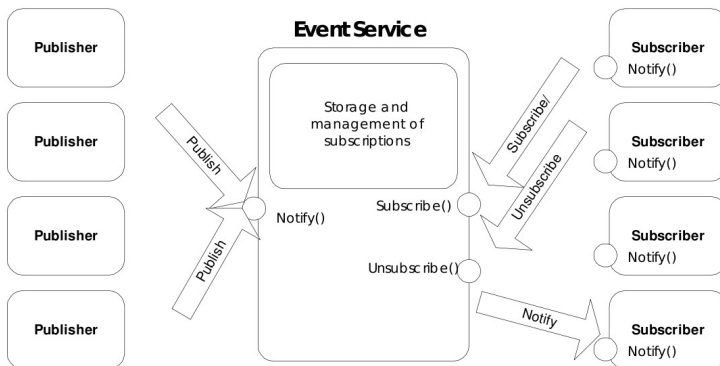 Event Service
Publisher
Publisher
Publisher
Publisher
Publish
Publish
Storage and
management of
subscriptions
Notify()
Subscribe()
Unsubscribe()
Subscribe/
Unsubscribe
Notify
Subscriber
Notify()
Subscriber
Notify()
Subscriber
Notify()
Subscriber
Notify()